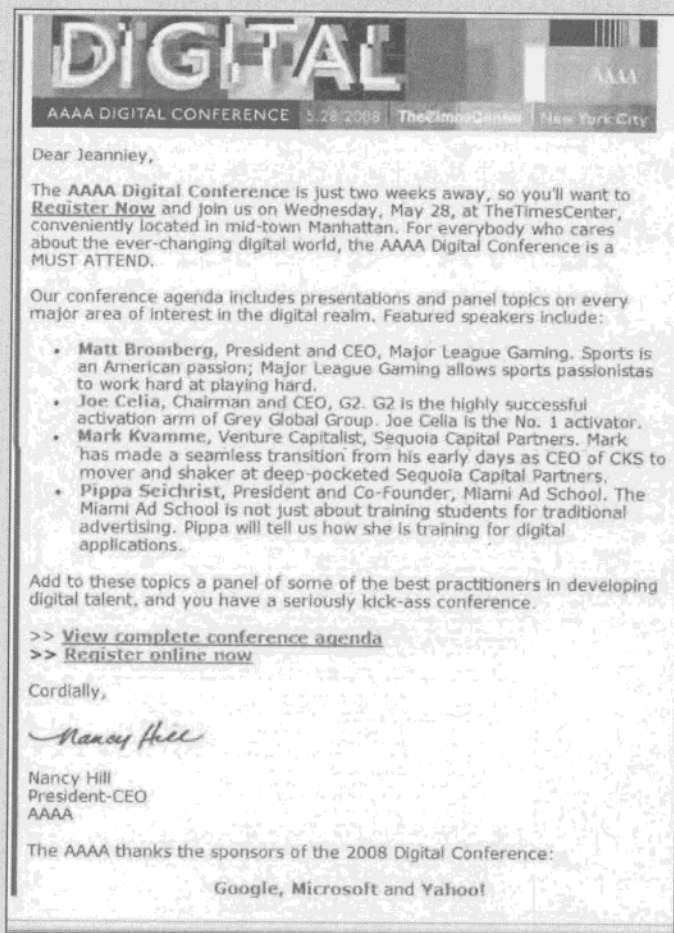 DIGITAL
AAAA
AAAA DIGITAL CONFERENCE 5.28.2008 TheTimesCenter New York City
Dear Jeanniey,
The AAAA Digital Conference is just two weeks away, so you'll want to
Register Now and join us on Wednesday, May 28, at TheTimesCenter,
conveniently located in mid-town Manhattan. For everybody who cares
about the ever-changing digital world, the AAAA Digital Conference is a
MUST ATTEND.
Our conference agenda includes presentations and panel topics on every
major area of interest in the digital realm. Featured speakers include:
• Matt Bromberg, President and CEO, Major League Gaming. Sports is
an American passion; Major League Gaming allows sports passionistas
to work hard at playing hard.
• Joe Celia, Chairman and CEO, G2. G2 is the highly successful
activation arm of Grey Global Group. Joe Celia is the No. 1 activator.
• Mark Kvamme, Venture Capitalist, Sequoia Capital Partners. Mark
has made a seamless transition from his early days as CEO of CKS to
mover and shaker at deep-pocketed Sequoia Capital Partners.
• Pippa Seichrist, President and Co-Founder, Miami Ad School. The
Miami Ad School is not just about training students for traditional
advertising. Pippa will tell us how she is training for digital
applications.
Add to these topics a panel of some of the best practitioners in developing
digital talent, and you have a seriously kick-ass conference.
>> View complete conference agenda
>> Register online now
Cordially,
Nancy Hill
Nancy Hill
President-CEO
AAAA
The AAAA thanks the sponsors of the 2008 Digital Conference:
Google, Microsoft and Yahoo!